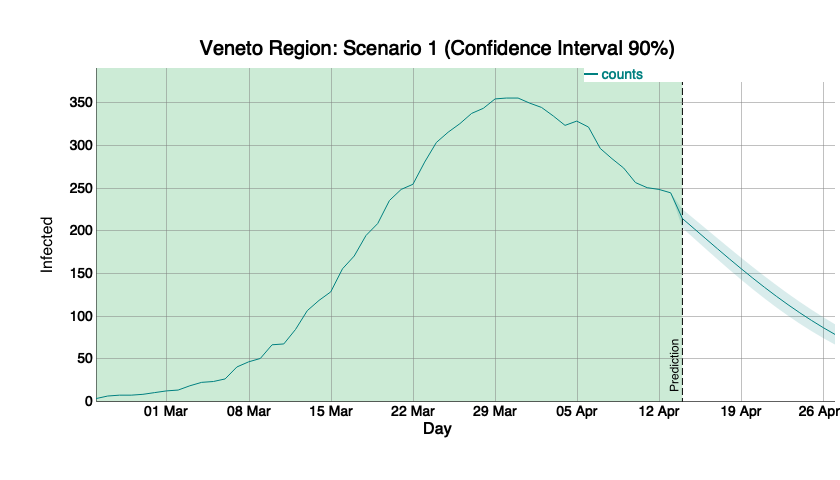 Veneto Region: Scenario 1 (Confidence Interval 90%)
counts
350
300
250
200
150
100
50
0
Infected
Prediction
01 Mar
08 Mar
15 Mar
22 Mar
29 Mar
05 Apr
12 Apr
19 Apr
26 Apr
Day